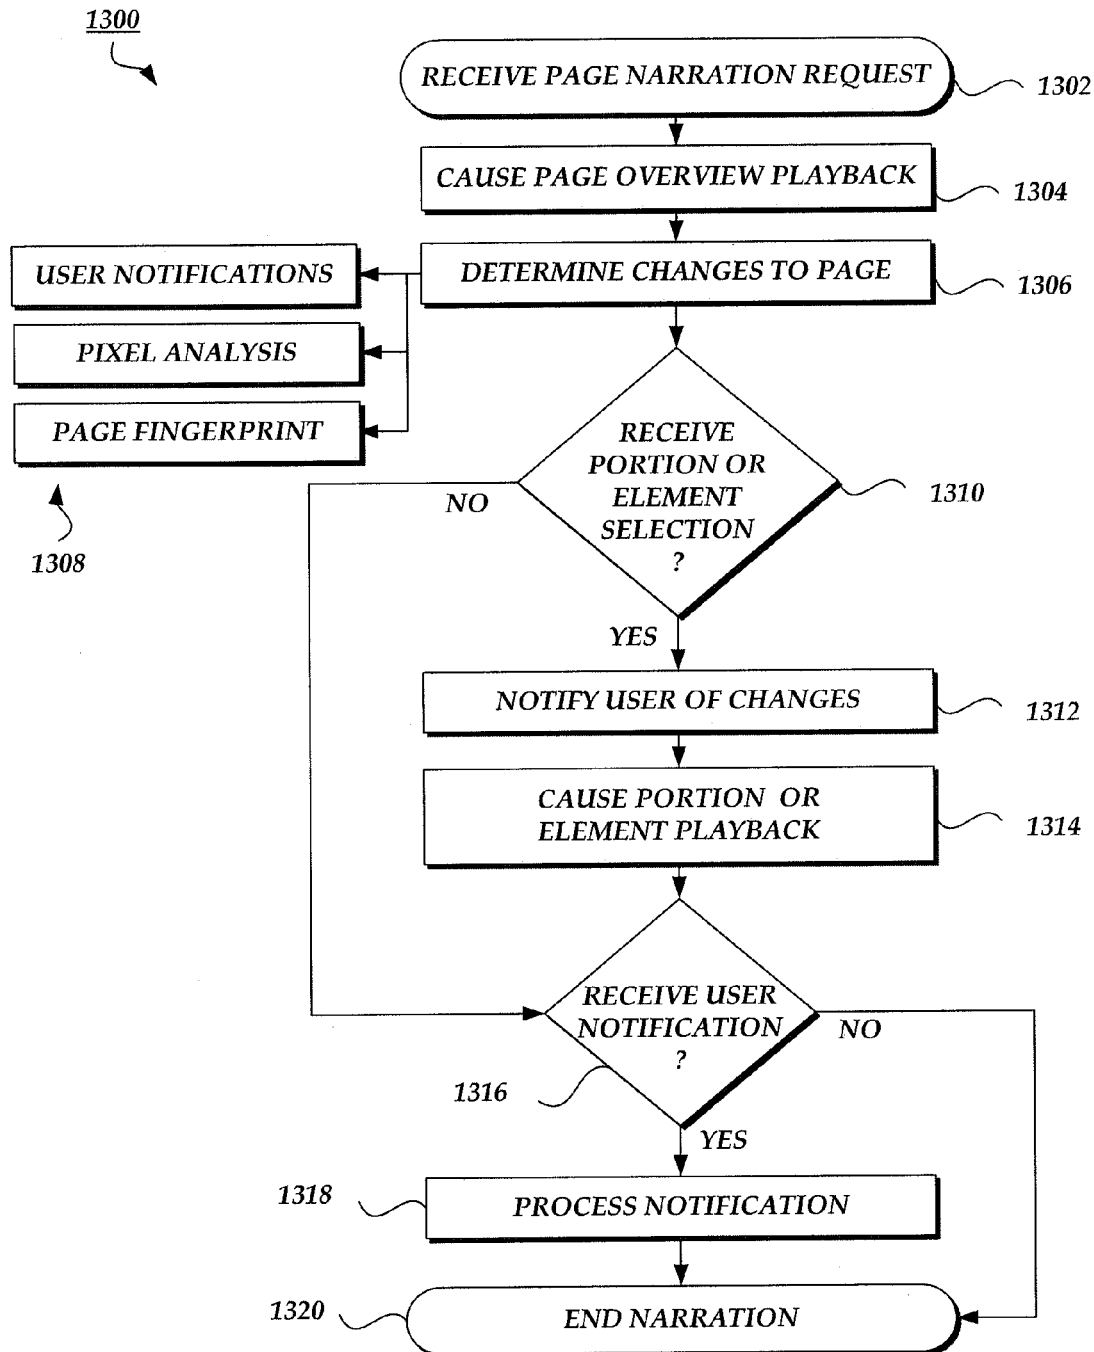 1300
RECEIVE PAGE NARRATION REQUEST
1302
CAUSE PAGE OVERVIEW PLAYBACK
1304
DETERMINE CHANGES TO PAGE
1306
USER NOTIFICATIONS
PIXEL ANALYSIS
PAGE FINGERPRINT
1308
RECEIVE
PORTION OR
ELEMENT
SELECTION
?
1310
NO
YES
NOTIFY USER OF CHANGES
1312
CAUSE PORTION OR
ELEMENT PLAYBACK
1314
RECEIVE USER
NOTIFICATION
?
NO
1316
YES
1318
PROCESS NOTIFICATION
1320
END NARRATION